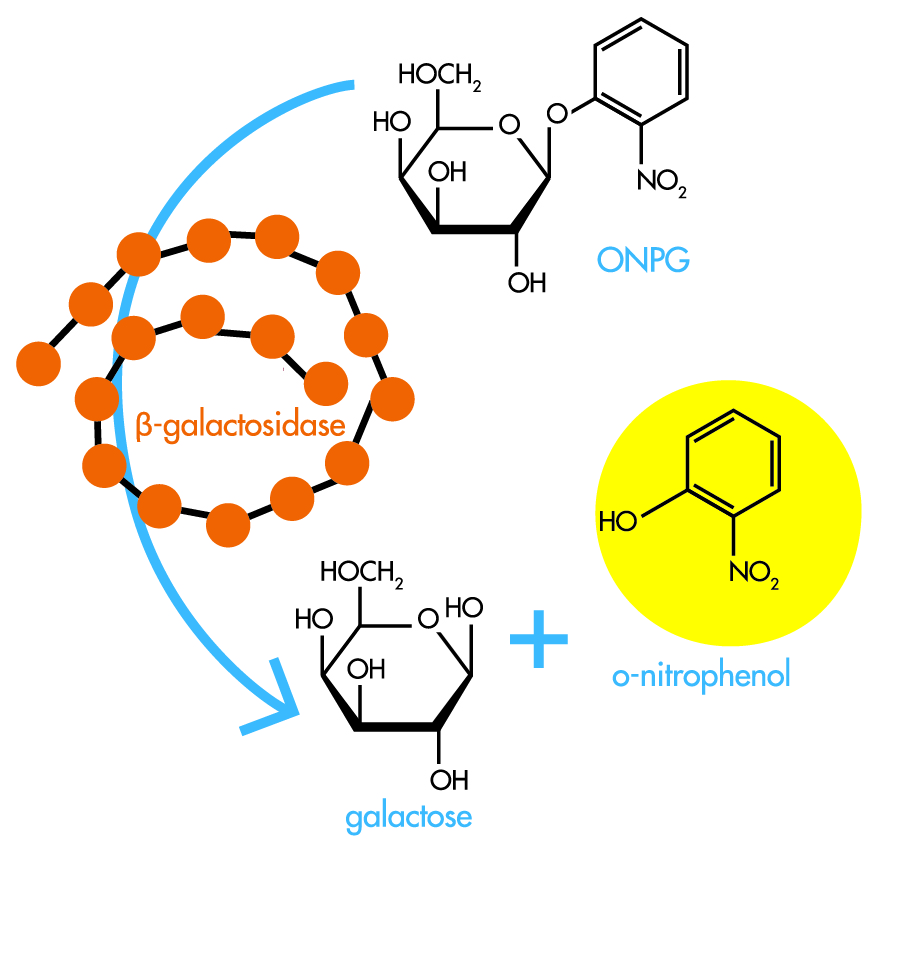 HOCH2
HO
O
O
OH
NO2
OH
ONPG
β-galactosidase
HO
NO2
HOCH2
HO
O
HO
OH
+
o-nitrophenol
OH
galactose